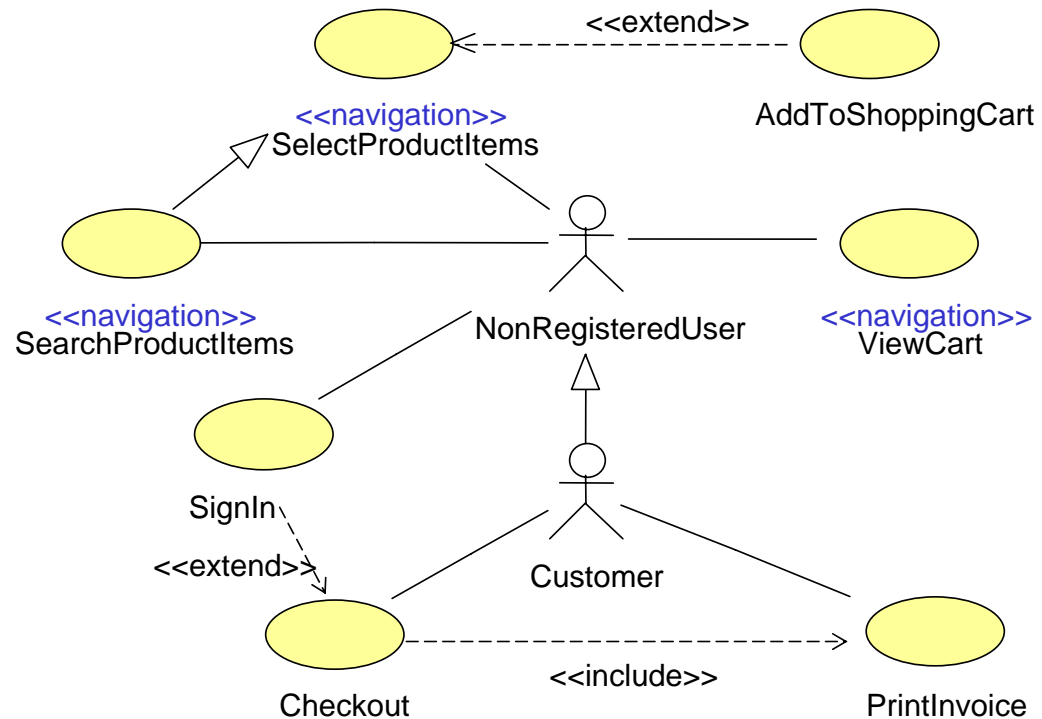 <<extend>>
<<navigation>>
SelectProductItems
AddToShoppingCart
<<navigation>>
SearchProductItems
NonRegisteredUser
<<navigation>>
ViewCart
SignIn
<<extend>>
Customer
<<include>>
Checkout
PrintInvoice